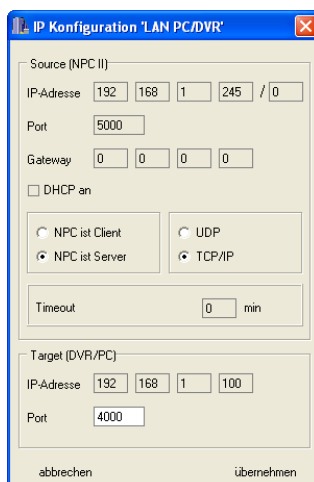 IP Konfiguration 'LAN PC/DVR'
Source (NPC II)
IP-Adresse 192 168 1 245 / 0
Port 5000
Gateway 0 0 0 0
DHCP an
NPC ist Client UDP
NPC ist Server TCP/IP
Timeout 0 min
Target (DVR/PC)
IP-Adresse 192 168 1 100
Port 4000
abbrechen übernehmen